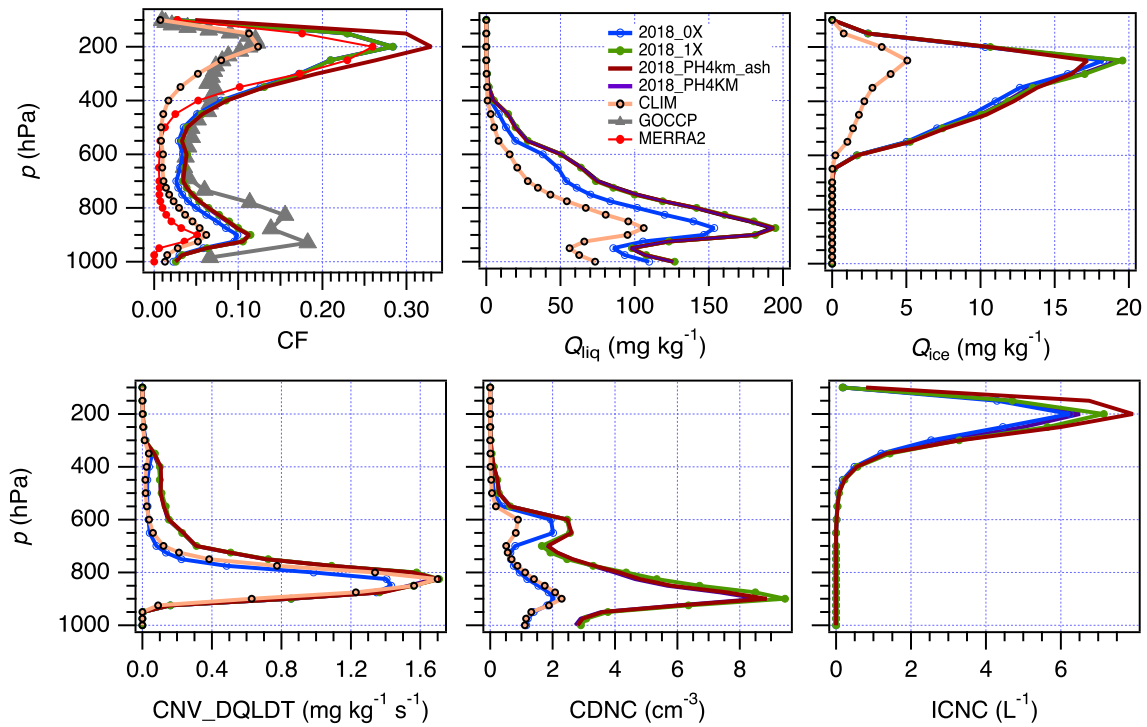 200
400
600
800
1000
p (hPa)
0.00 0.10 0.20 0.30
CF
2018_0X
2018_1X
2018_PH4km_ash
2018_PH4KM
CLIM
GOCCP
MERRA2
0 50 100 150 200
Qliq (mg kg-1)
0 5 10 15 20
Qice (mg kg-1)
200
400
600
800
1000
p (hPa)
0.0 0.4 0.8 1.2 1.6
CNV_DQLDT (mg kg-1 s-1)
0 2 4 6 8
CDNC (cm-3)
0 2 4 6
ICNC (L-1)